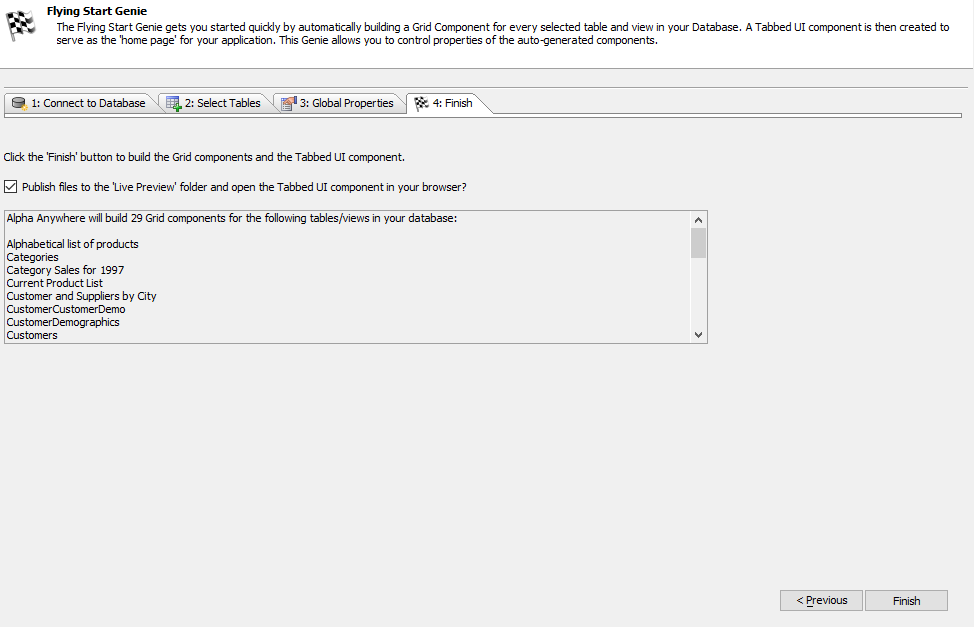 Flying Start Genie
The Flying Start Genie gets you started quickly by automatically building a Grid Component for every selected table and view in your Database. A Tabbed UI component is then created to
serve as the 'home page' for your application. This Genie allows you to control properties of the auto-generated components.
1: Connect to Database
2: Select Tables
3: Global Properties
4: Finish
Click the 'Finish' button to build the Grid components and the Tabbed UI component.
Publish files to the 'Live Preview' folder and open the Tabbed UI component in your browser?
Alpha Anywhere will build 29 Grid components for the following tables/views in your database:
Alphabetical list of products
Categories
Category Sales for 1997
Current Product List
Customer and Suppliers by City
CustomerCustomerDemo
CustomerDemographics
Customers
< Previous
Finish